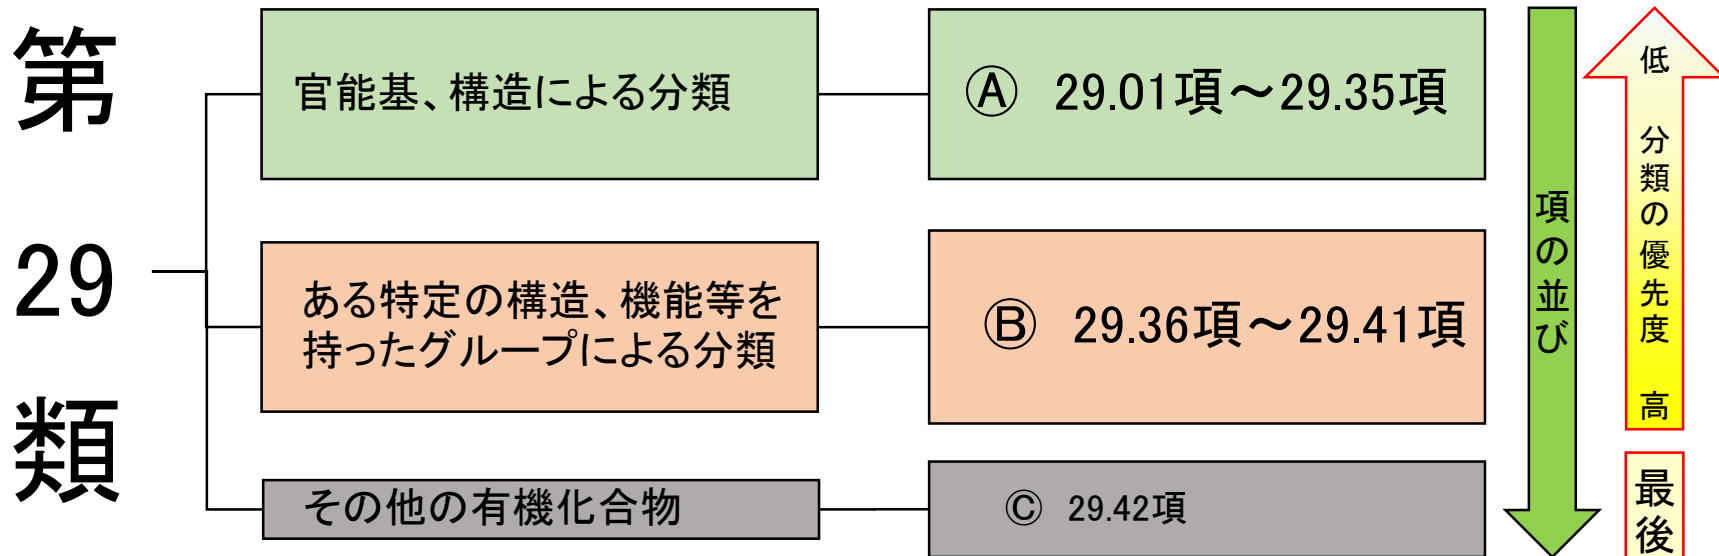 第29類
官能基、構造による分類
Ⓐ 29.01項～29.35項
ある特定の構造、機能等を
持ったグループによる分類
Ⓑ 29.36項～29.41項
その他の有機化合物
Ⓒ 29.42項
項の並び
低 分類の優先度 高
最後